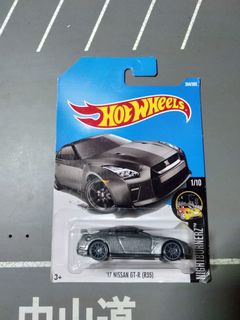 HOT WHEELS
1/10
NIGHTBURNERZ
'17 NISSAN GT-R (R35)
3+
中山道